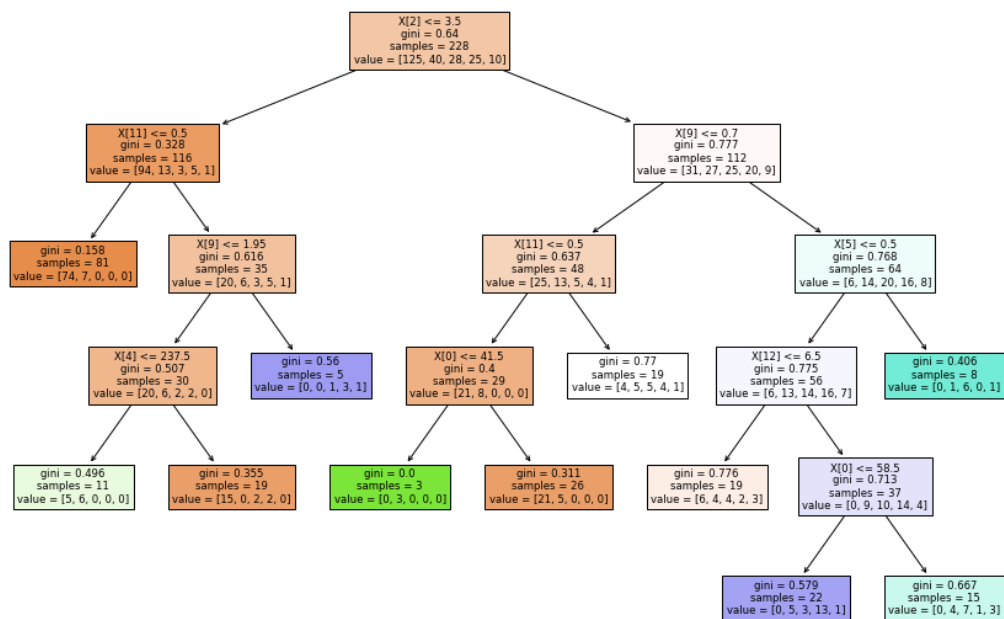 X[2] <= 3.5
gini = 0.64
samples = 228
value = [125, 40, 28, 25, 10]
X[11] <= 0.5
gini = 0.328
samples = 116
value = [94, 13, 3, 5, 1]
X[9] <= 0.7
gini = 0.777
samples = 112
value = [31, 27, 25, 20, 9]
gini = 0.158
samples = 81
value = [74, 7, 0, 0, 0]
X[9] <= 1.95
gini = 0.616
samples = 35
value = [20, 6, 3, 5, 1]
X[11] <= 0.5
gini = 0.637
samples = 48
value = [25, 13, 5, 4, 1]
X[5] <= 0.5
gini = 0.768
samples = 64
value = [6, 14, 20, 16, 8]
X[4] <= 237.5
gini = 0.507
samples = 30
value = [20, 6, 2, 2, 0]
gini = 0.56
samples = 5
value = [0, 0, 1, 3, 1]
X[0] <= 41.5
gini = 0.4
samples = 29
value = [21, 8, 0, 0, 0]
gini = 0.77
samples = 19
value = [4, 5, 5, 4, 1]
X[12] <= 6.5
gini = 0.775
samples = 56
value = [6, 13, 14, 16, 7]
gini = 0.406
samples = 8
value = [0, 1, 6, 0, 1]
gini = 0.496
samples = 11
value = [5, 6, 0, 0, 0]
gini = 0.355
samples = 19
value = [15, 0, 2, 2, 0]
gini = 0.0
samples = 3
value = [0, 3, 0, 0, 0]
gini = 0.311
samples = 26
value = [21, 5, 0, 0, 0]
gini = 0.776
samples = 19
value = [6, 4, 4, 2, 3]
X[0] <= 58.5
gini = 0.713
samples = 37
value = [0, 9, 10, 14, 4]
gini = 0.579
samples = 22
value = [0, 5, 3, 13, 1]
gini = 0.667
samples = 15
value = [0, 4, 7, 1, 3]